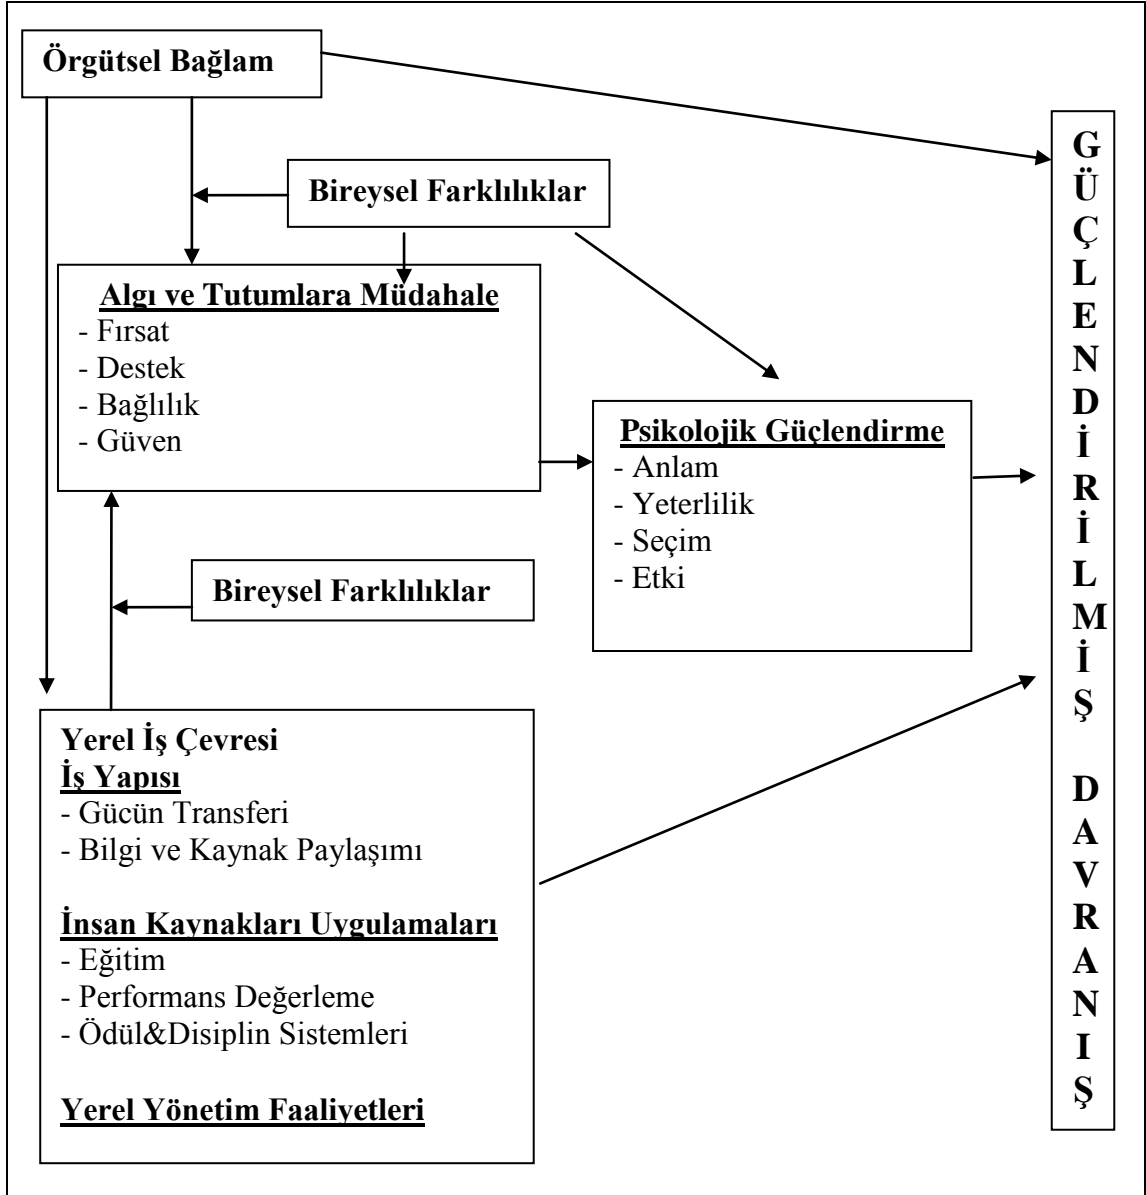 Örgütsel Bağlam
Bireysel Farklılıklar
Algı ve Tutumlara Müdahale
- Fırsat
- Destek
- Bağlılık
- Güven
Psikolojik Güçlendirme
- Anlam
- Yeterlilik
- Seçim
- Etki
Bireysel Farklılıklar
Yerel İş Çevresi
İş Yapısı
- Gücün Transferi
- Bilgi ve Kaynak Paylaşımı
İnsan Kaynakları Uygulamaları
- Eğitim
- Performans Değerleme
- Ödül&Disiplin Sistemleri
Yerel Yönetim Faaliyetleri
GÜÇLENDİRİLMİŞ DAVRANIŞ